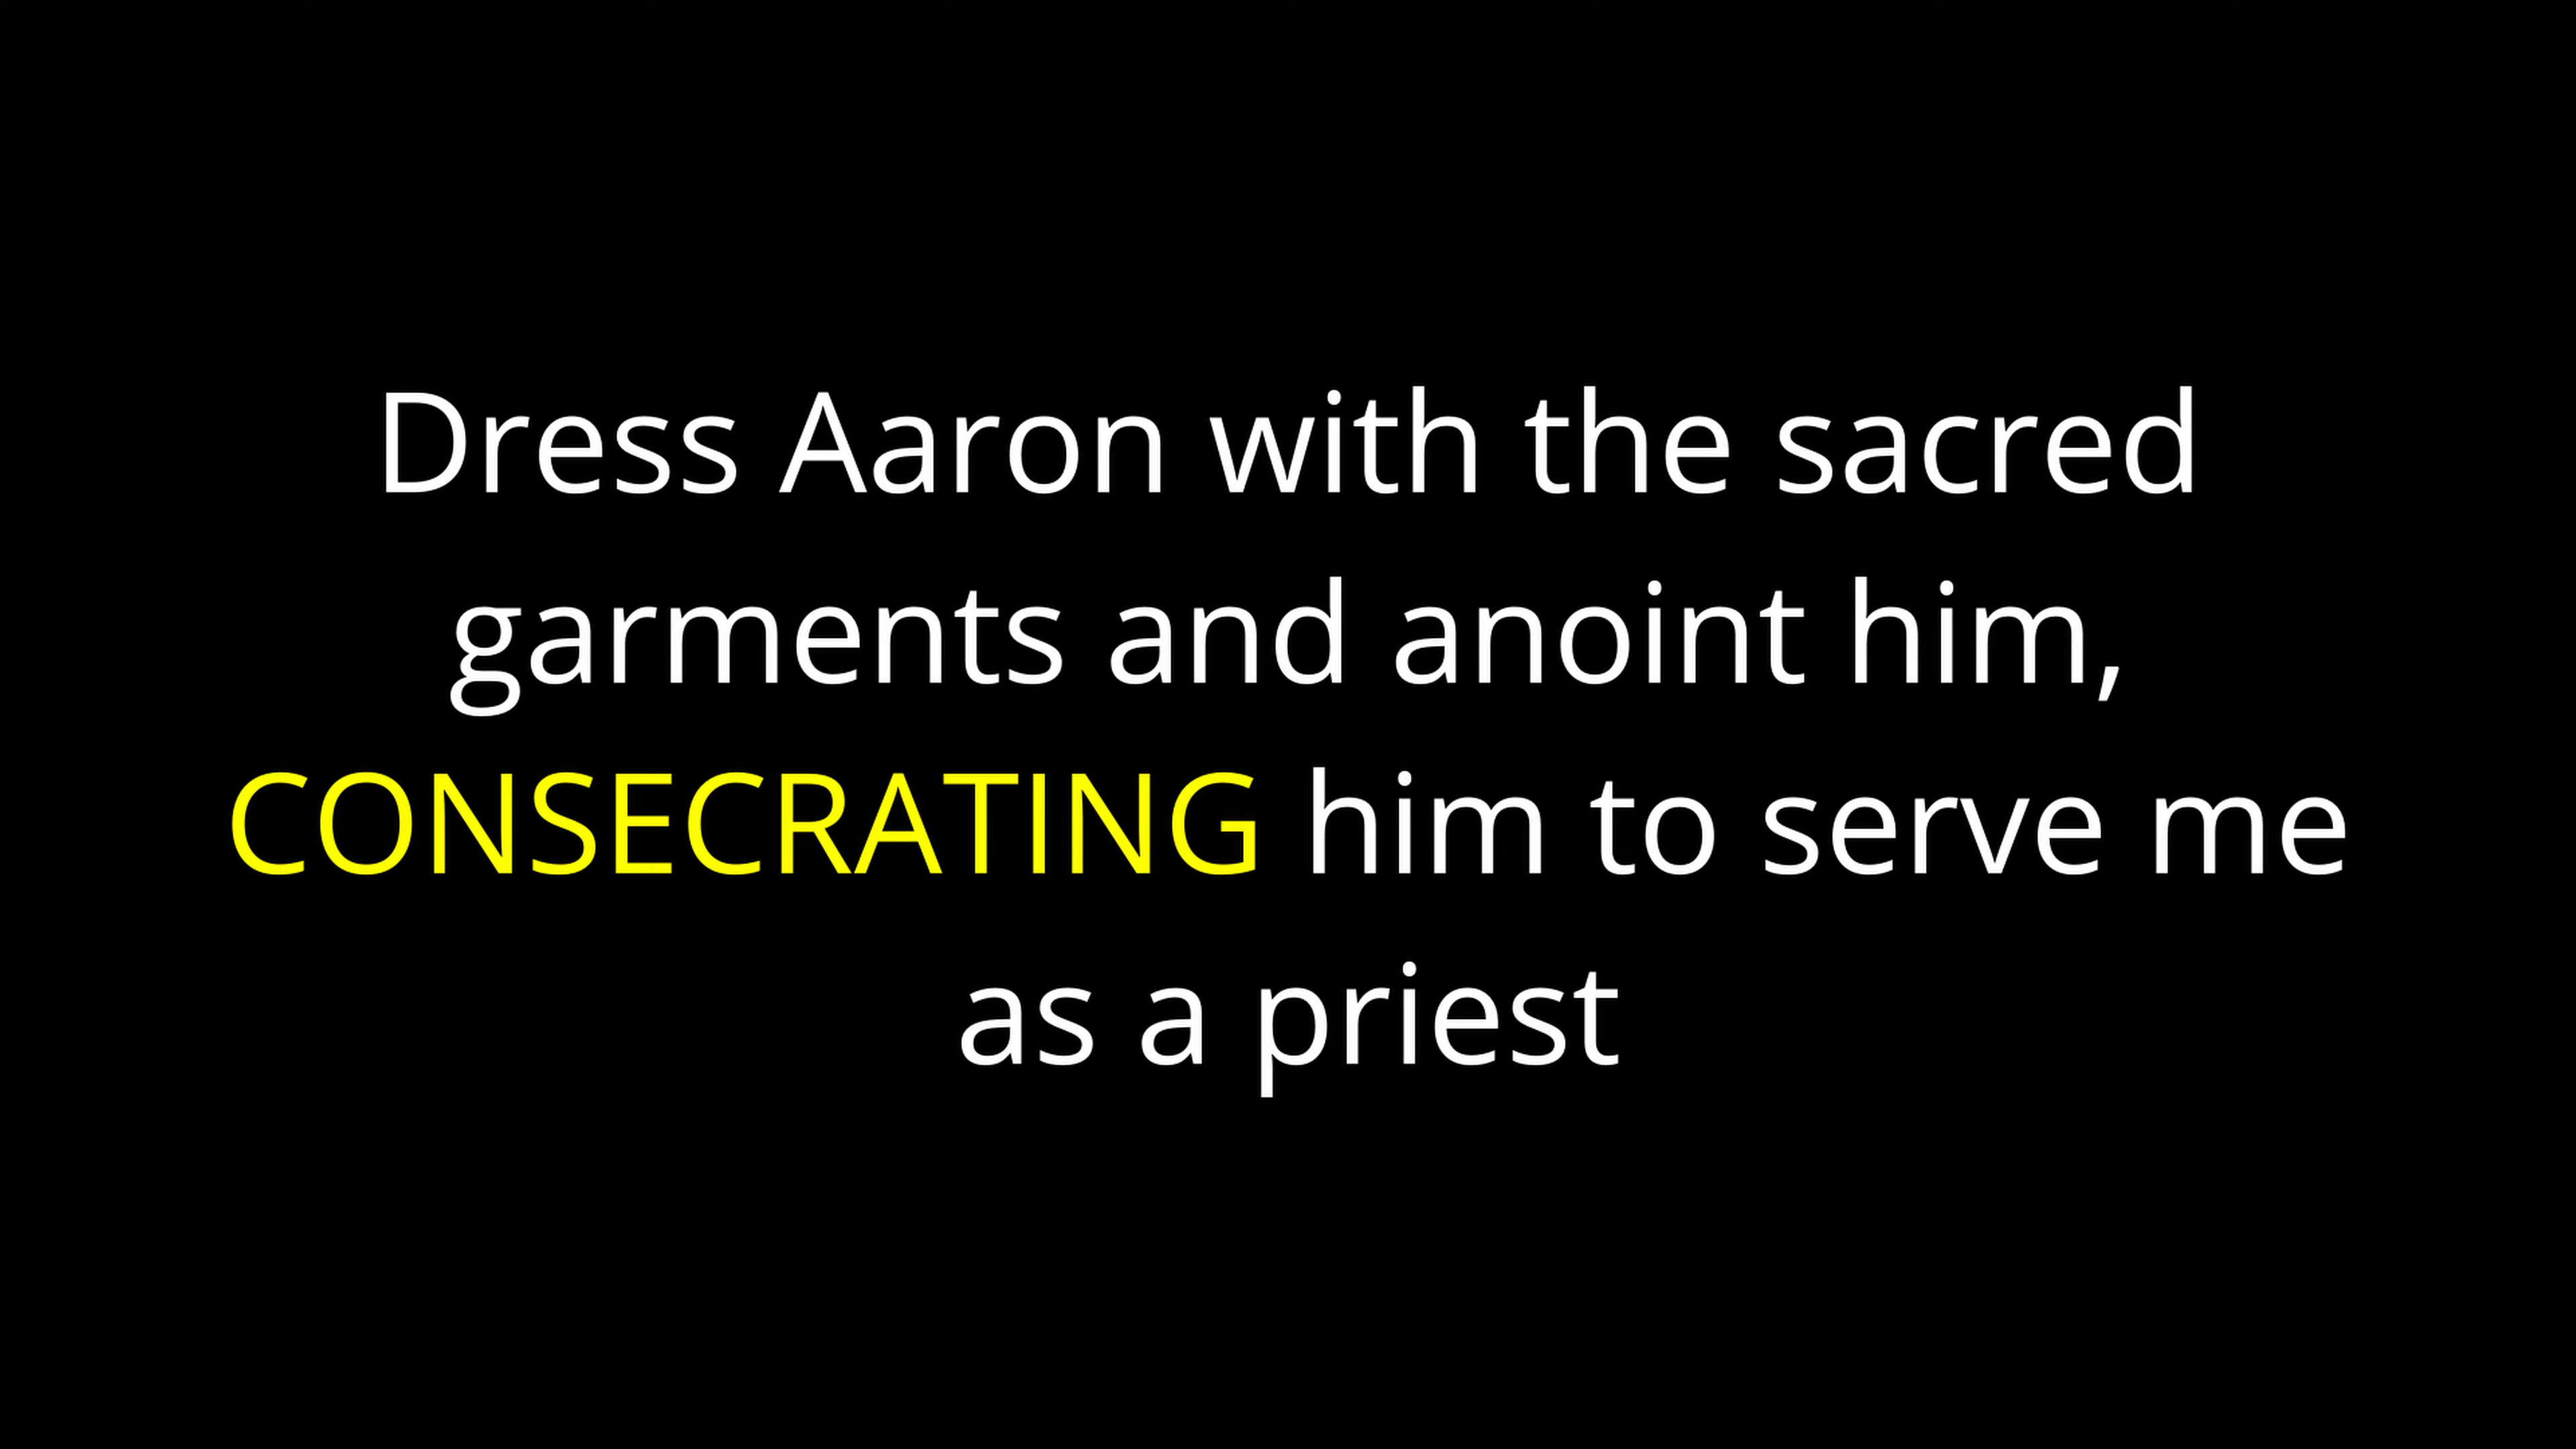 Dress Aaron with the sacred
garments and anoint him,
CONSECRATING him to serve me
as a priest